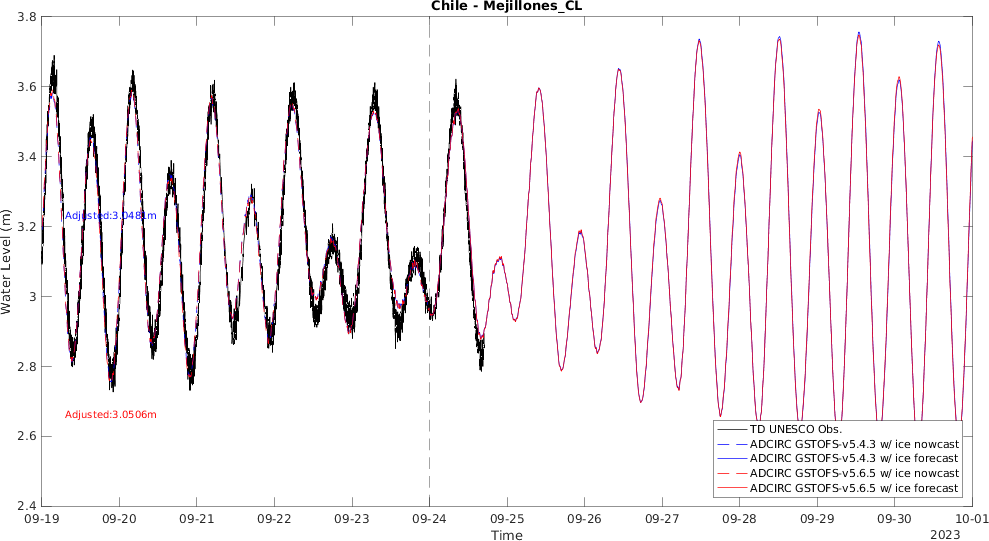 Chile - Mejillones_CL
3.8
3.6
3.4
3.2
3
2.8
2.6
2.4
Water Level (m)
Adjusted:3.0481m
Adjusted:3.0506m
TD UNESCO Obs.
ADCIRC GSTOFS-v5.4.3 w/ ice nowcast
ADCIRC GSTOFS-v5.4.3 w/ ice forecast
ADCIRC GSTOFS-v5.6.5 w/ ice nowcast
ADCIRC GSTOFS-v5.6.5 w/ ice forecast
09-19 09-20 09-21 09-22 09-23 09-24 09-25 09-26 09-27 09-28 09-29 09-30 10-01
Time
2023